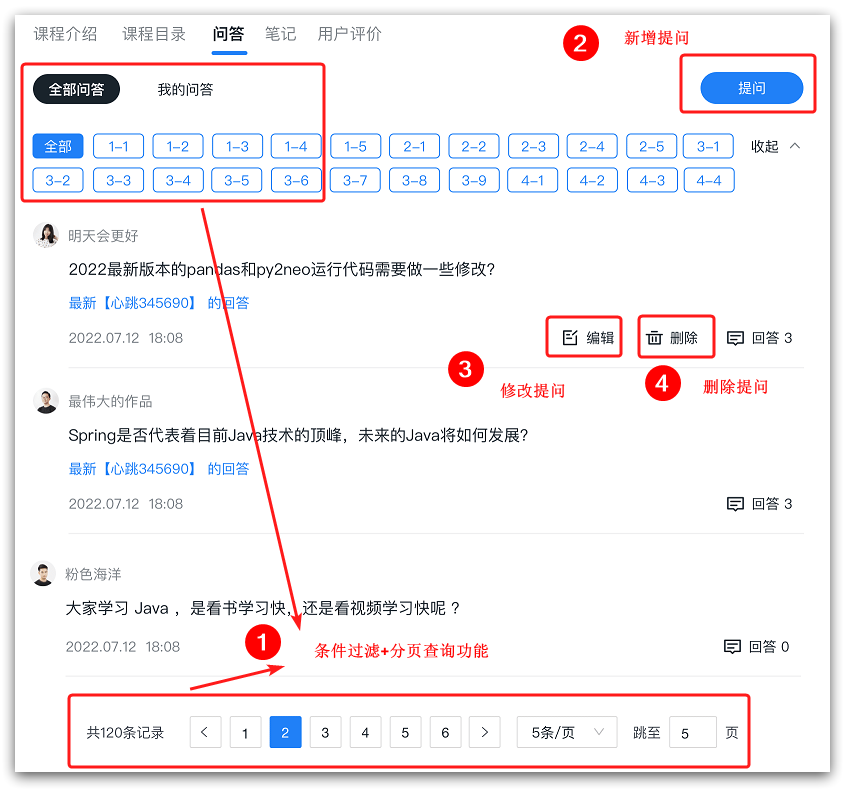 课程介绍 课程目录 问答 笔记 用户评价
2 新增提问
全部问答 我的问答 提问
全部 1-1 1-2 1-3 1-4 1-5 2-1 2-2 2-3 2-4 2-5 3-1 收起
3-2 3-3 3-4 3-5 3-6 3-7 3-8 3-9 4-1 4-2 4-3 4-4
明天会更好
2022最新版本的pandas和py2neo运行代码需要做一些修改?
最新【心跳345690】 的回答
2022.07.12 18:08 编辑 删除 回答 3
3 修改提问 4 删除提问
最伟大的作品
Spring是否代表着目前Java技术的顶峰，未来的Java将如何发展?
最新【心跳345690】 的回答
2022.07.12 18:08 回答 3
粉色海洋
大家学习 Java ，是看书学习快，还是看视频学习快呢 ？
2022.07.12 18:08 回答 0
1 条件过滤+分页查询功能
共120条记录 < 1 2 3 4 5 6 > 5条/页 跳至 5 页